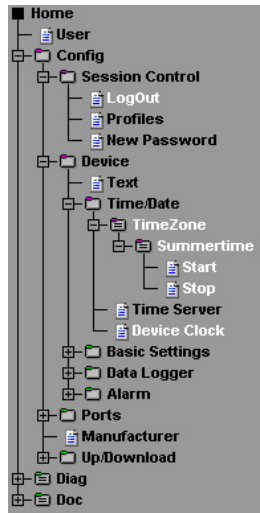 Home
User
Config
Session Control
LogOut
Profiles
New Password
Device
Text
Time/Date
TimeZone
Summertime
Start
Stop
Time Server
Device Clock
Basic Settings
Data Logger
Alarm
Ports
Manufacturer
Up/Download
Diag
Doc